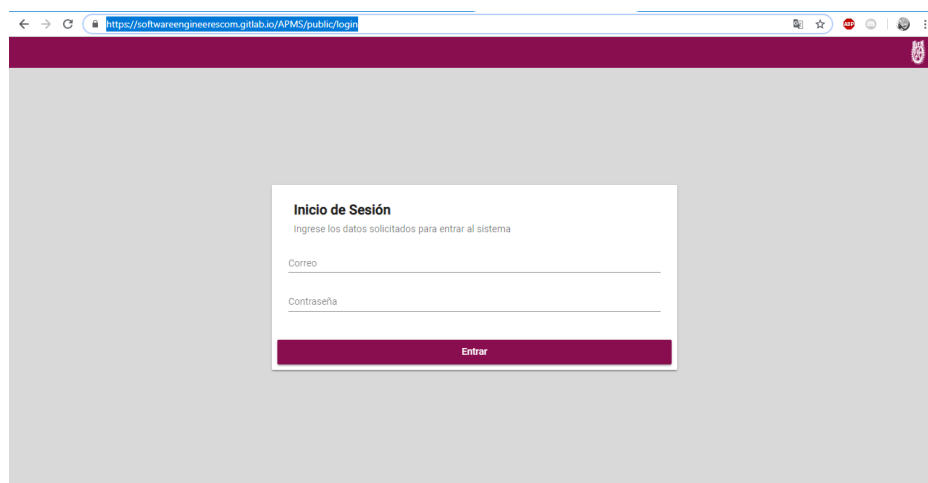 https://softwareengineerescom.gitlab.io/APMS/public/login
ABP
Inicio de Sesión
Ingrese los datos solicitados para entrar al sistema
Correo
Contraseña
Entrar